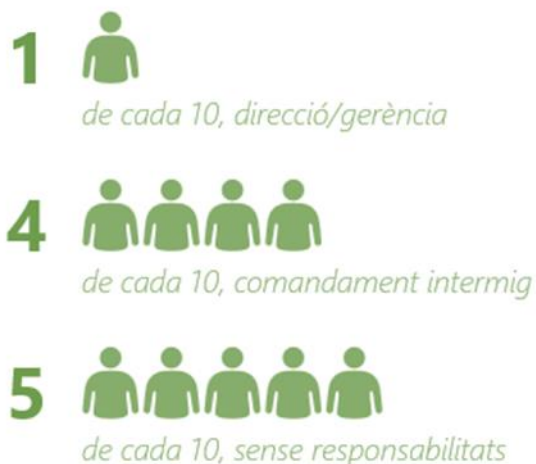 1
de cada 10, direcció/gerència
4
de cada 10, comandament intermig
5
de cada 10, sense responsabilitats